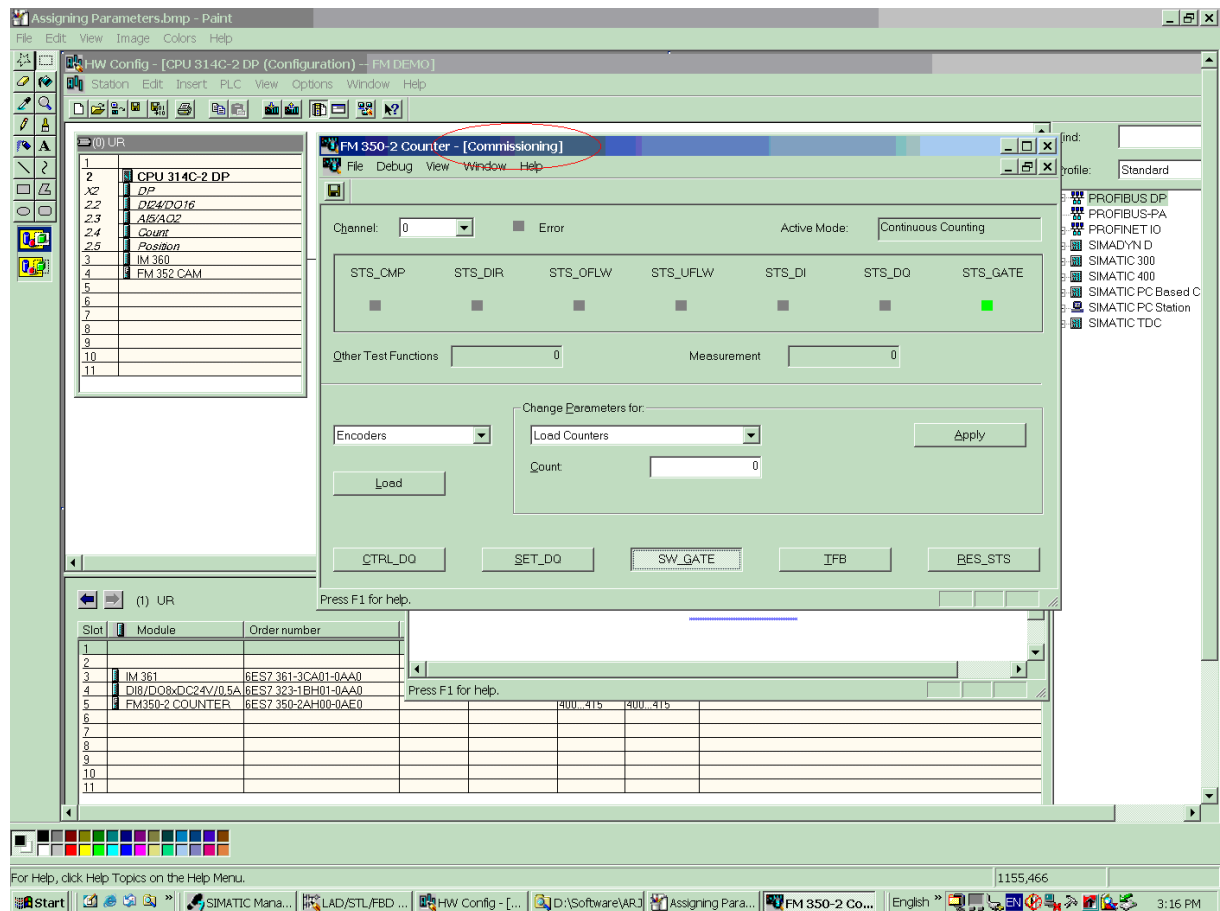 Assigning Parameters.bmp - Paint
File Edit View Image Colors Help
HW Config - [CPU 314C-2 DP (Configuration) -- FM DEMO]
Station Edit Insert PLC View Options Window Help
(0) UR
1
2 CPU 314C-2 DP
X2 DP
2.2 DI24/DO16
2.3 AI5/AO2
2.4 Count
2.5 Position
3 IM 360
4 FM 352 CAM
5
6
7
8
9
10
11
FM 350-2 Counter - [Commissioning]
File Debug View Window Help
Channel: 0 Error Active Mode: Continuous Counting
STS_CMP STS_DIR STS_OFLW STS_UFLW STS_DI STS_DQ STS_GATE
Other Test Functions 0 Measurement 0
Change Parameters for:
Encoders Load Counters Apply
Count: 0
Load
CTRL_DQ SET_DQ SW_GATE TFB RES_STS
Press F1 for help.
Find:
Profile: Standard
PROFIBUS DP
PROFIBUS-PA
PROFINET IO
SIMADYN D
SIMATIC 300
SIMATIC 400
SIMATIC PC Based C
SIMATIC PC Station
SIMATIC TDC
(1) UR
Slot Module Order number
1
2
3 IM 361 6ES7 361-3CA01-0AA0
4 DI8/DO8xDC24V/0,5A 6ES7 323-1BH01-0AA0
5 FM350-2 COUNTER 6ES7 350-2AH00-0AE0 400...415 400...415
6
7
8
9
10
11
Press F1 for help.
For Help, click Help Topics on the Help Menu. 1155,466
Start SIMATIC Mana... LAD/STL/FBD ... HW Config - [... D:\Software\ARJ Assigning Para... FM 350-2 Co... English EN 3:16 PM